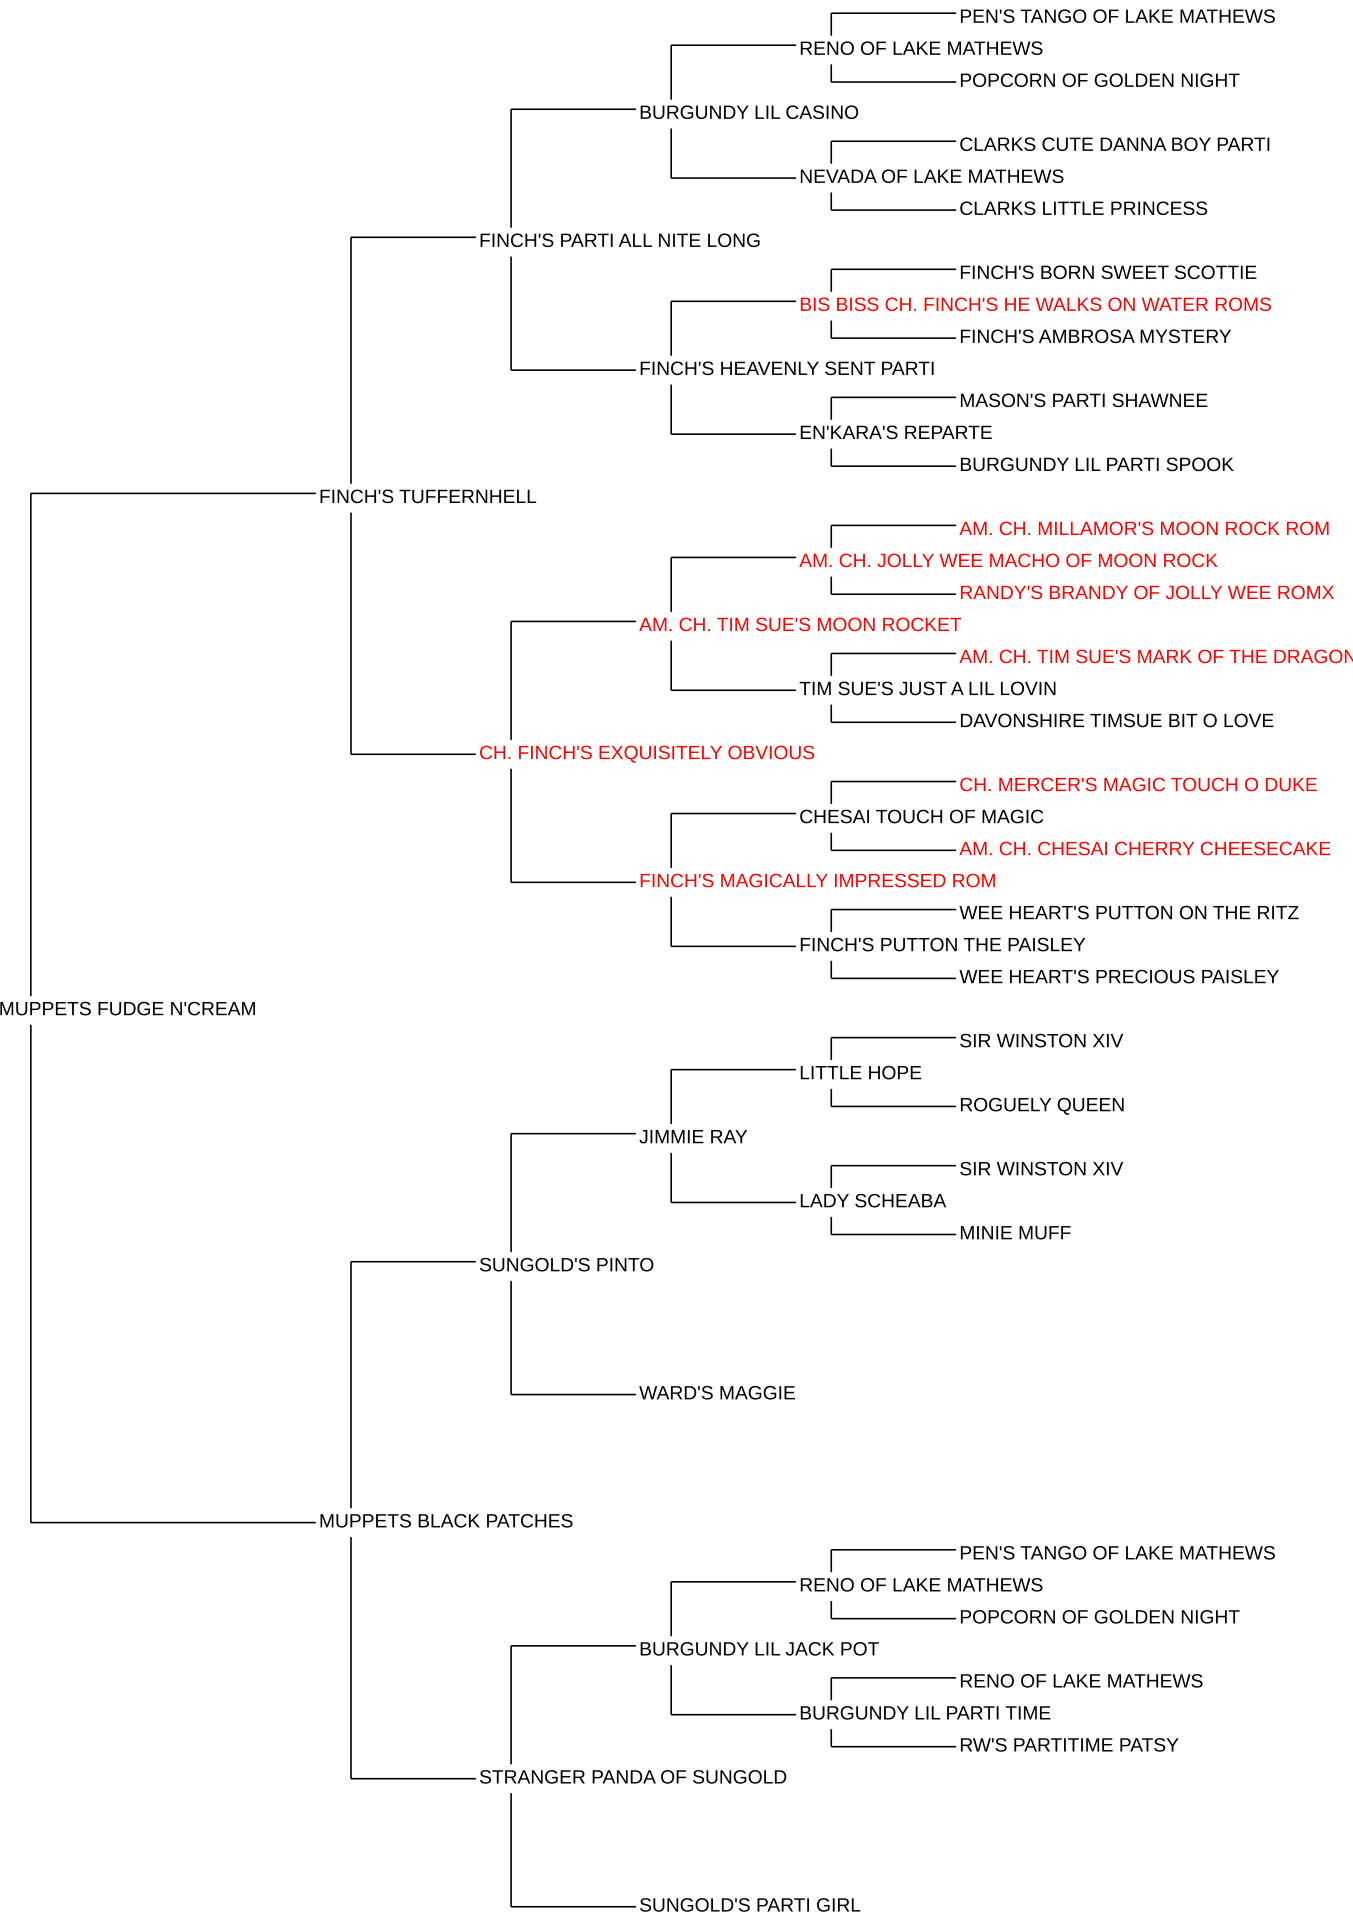 PEN'S TANGO OF LAKE MATHEWS
RENO OF LAKE MATHEWS
POPCORN OF GOLDEN NIGHT
BURGUNDY LIL CASINO
CLARKS CUTE DANNA BOY PARTI
NEVADA OF LAKE MATHEWS
CLARKS LITTLE PRINCESS
FINCH'S PARTI ALL NITE LONG
FINCH'S BORN SWEET SCOTTIE
BIS BISS CH. FINCH'S HE WALKS ON WATER ROMS
FINCH'S AMBROSA MYSTERY
FINCH'S HEAVENLY SENT PARTI
MASON'S PARTI SHAWNEE
EN'KARA'S REPARTE
BURGUNDY LIL PARTI SPOOK
FINCH'S TUFFERNHELL
AM. CH. MILLAMOR'S MOON ROCK ROM
AM. CH. JOLLY WEE MACHO OF MOON ROCK
RANDY'S BRANDY OF JOLLY WEE ROMX
AM. CH. TIM SUE'S MOON ROCKET
AM. CH. TIM SUE'S MARK OF THE DRAGON
TIM SUE'S JUST A LIL LOVIN
DAVONSHIRE TIMSUE BIT O LOVE
CH. FINCH'S EXQUISITELY OBVIOUS
CH. MERCER'S MAGIC TOUCH O DUKE
CHESAI TOUCH OF MAGIC
AM. CH. CHESAI CHERRY CHEESECAKE
FINCH'S MAGICALLY IMPRESSED ROM
WEE HEART'S PUTTON ON THE RITZ
FINCH'S PUTTON THE PAISLEY
WEE HEART'S PRECIOUS PAISLEY
MUPPETS FUDGE N'CREAM
SIR WINSTON XIV
LITTLE HOPE
ROGUELY QUEEN
JIMMIE RAY
SIR WINSTON XIV
LADY SCHEABA
MINIE MUFF
SUNGOLD'S PINTO
WARD'S MAGGIE
MUPPETS BLACK PATCHES
PEN'S TANGO OF LAKE MATHEWS
RENO OF LAKE MATHEWS
POPCORN OF GOLDEN NIGHT
BURGUNDY LIL JACK POT
RENO OF LAKE MATHEWS
BURGUNDY LIL PARTI TIME
RW'S PARTITIME PATSY
STRANGER PANDA OF SUNGOLD
SUNGOLD'S PARTI GIRL